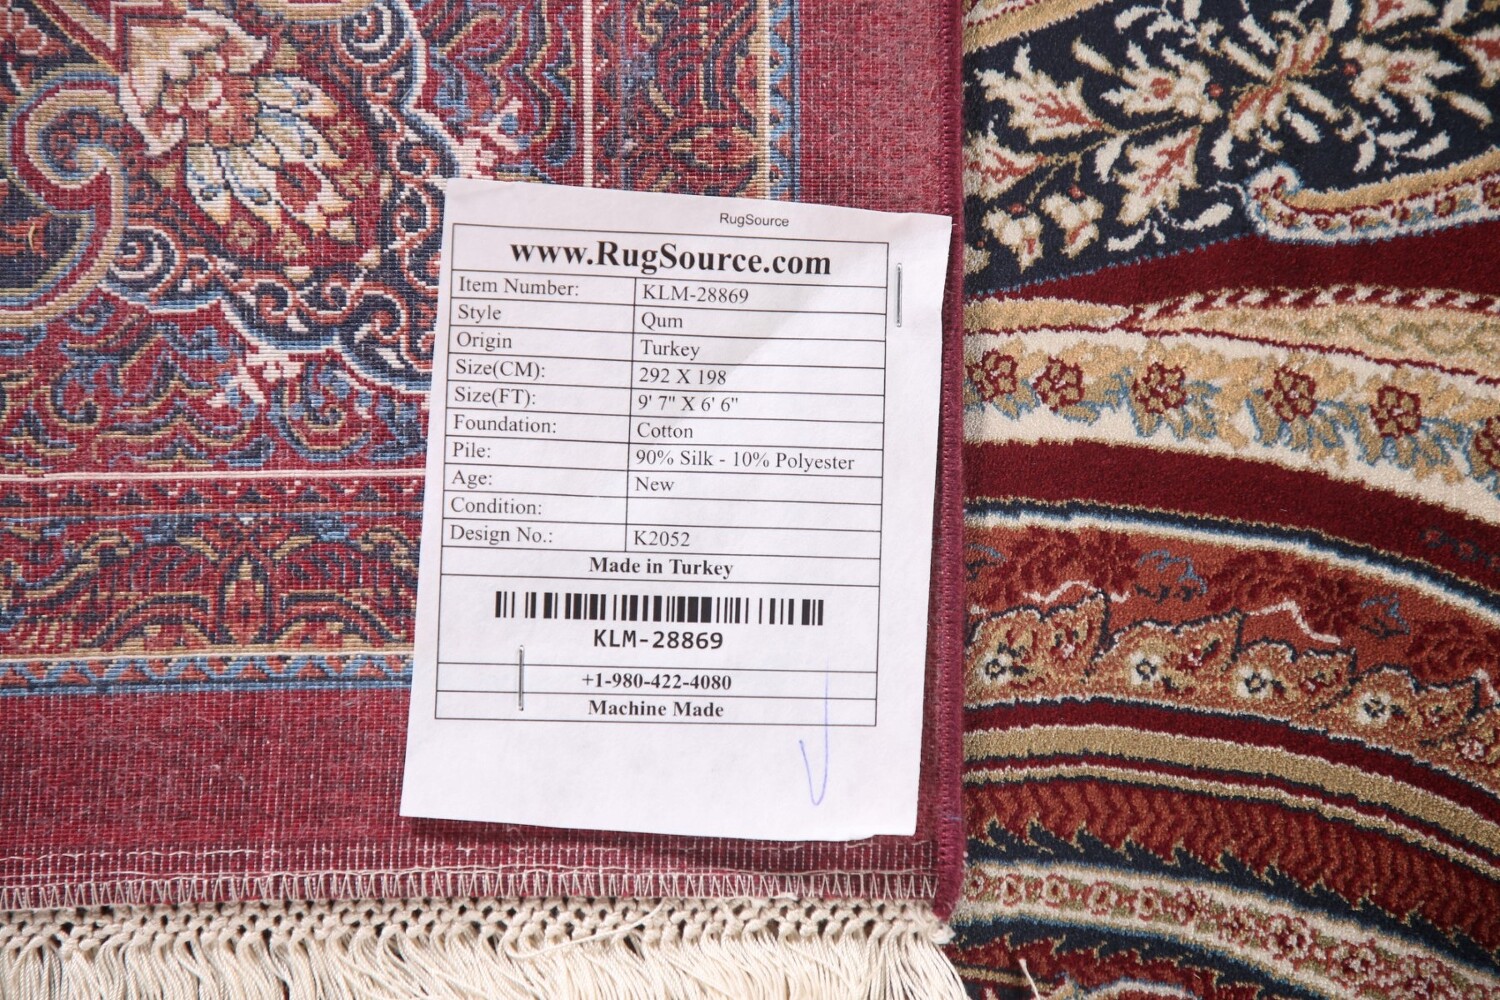 RugSource
www.RugSource.com
Item Number: KLM-28869
Style Qum
Origin Turkey
Size(CM): 292 X 198
Size(FT): 9' 7" X 6' 6"
Foundation: Cotton
Pile: 90% Silk - 10% Polyester
Age: New
Condition:
Design No.: K2052
Made in Turkey
KLM-28869
+1-980-422-4080
Machine Made